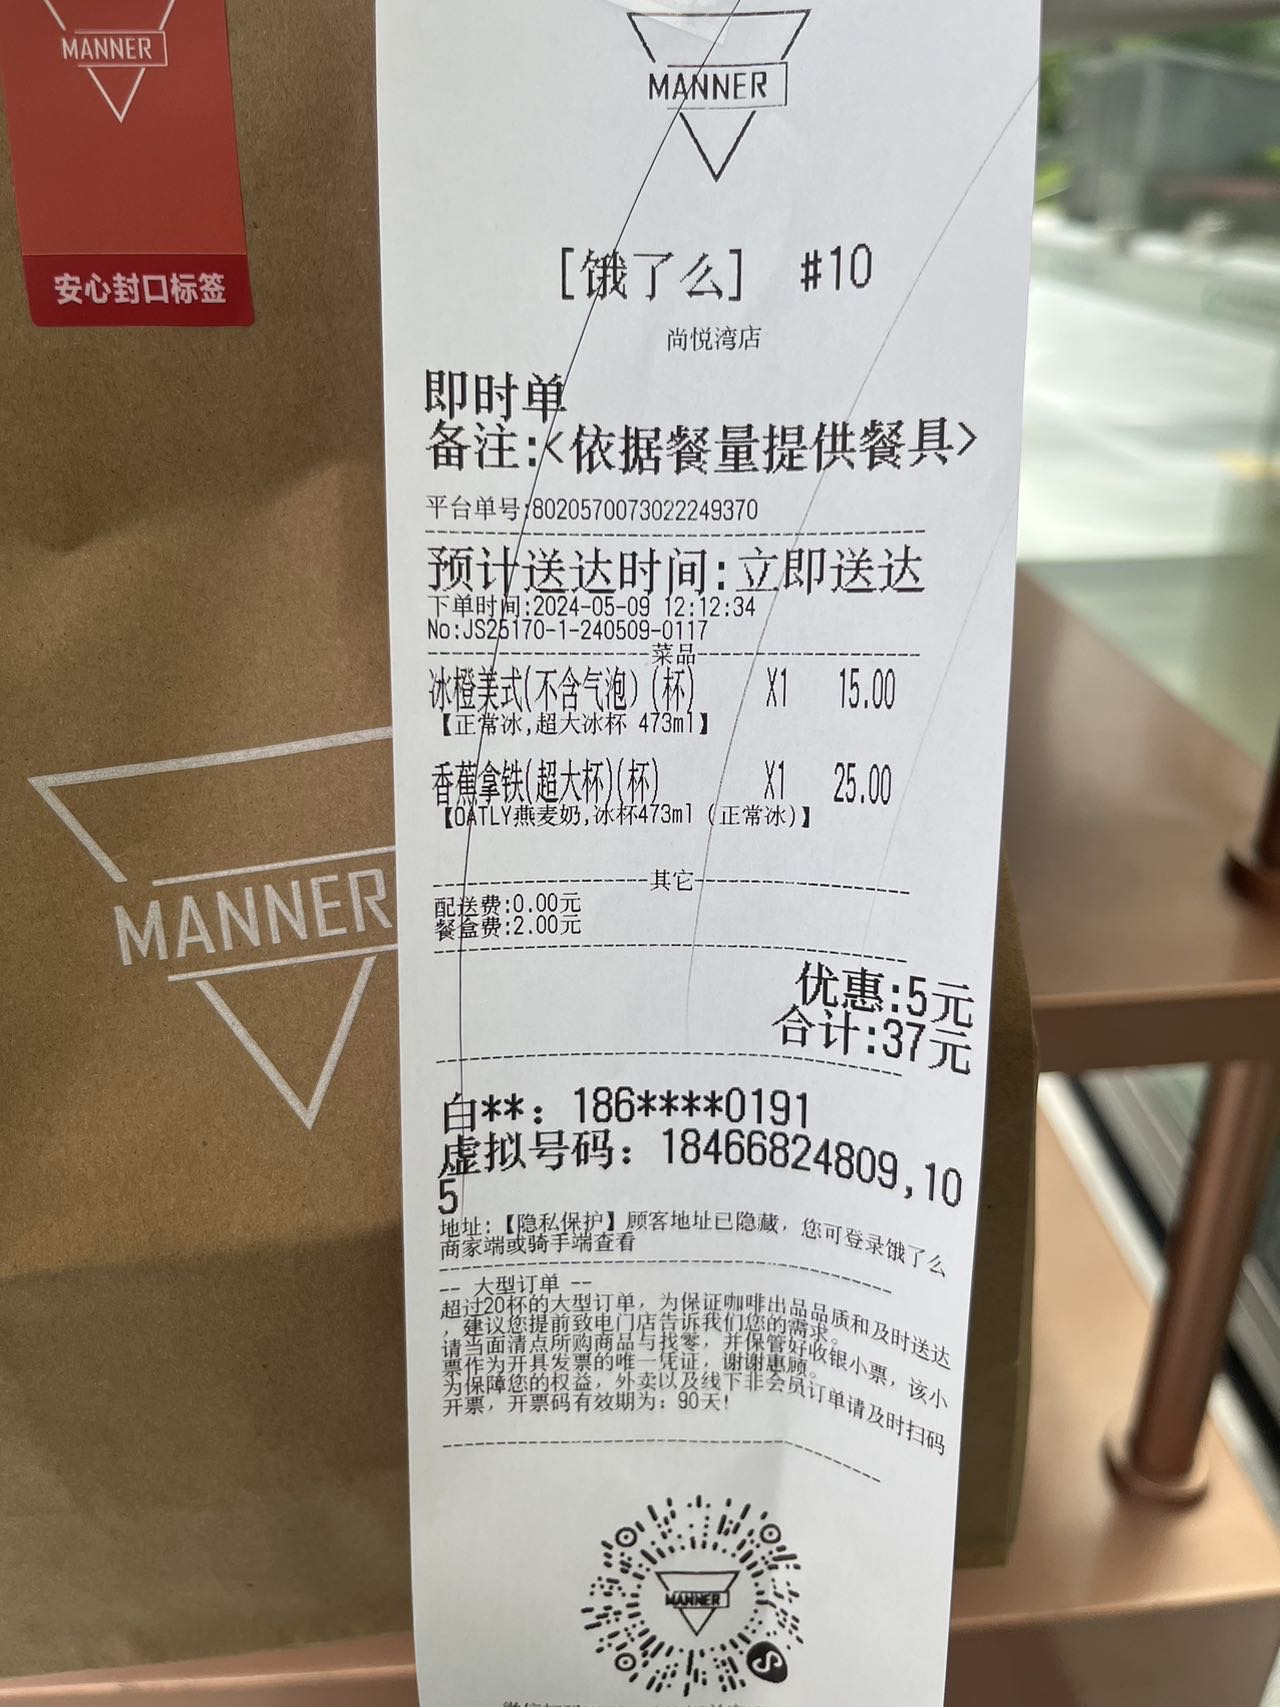 MANNER
安心封口标签
MANNER
MANNER
[饿了么] #10
尚悦湾店
即时单
备注:<依据餐量提供餐具>
平台单号:8020570073022249370
预计送达时间:立即送达
下单时间:2024-05-09 12:12:34
No:JS25170-1-240509-0117
菜品
冰橙美式(不含气泡)(杯) X1 15.00
【正常冰,超大冰杯 473ml】
香蕉拿铁(超大杯)(杯) X1 25.00
【OATLY燕麦奶,冰杯473ml (正常冰)】
其它
配送费:0.00元
餐盒费:2.00元
优惠:5元
合计:37元
白**: 186****0191
虚拟号码: 18466824809,10
5
地址:【隐私保护】顾客地址已隐藏, 您可登录饿了么
商家端或骑手端查看
-- 大型订单 --
超过20杯的大型订单, 为保证咖啡出品品质和及时送达
, 建议您提前致电门店告诉我们您的需求。
请当面清点所购商品与找零, 并保管好收银小票, 该小
票作为开具发票的唯一凭证, 谢谢惠顾。
为保障您的权益, 外卖以及线下非会员订单请及时扫码
开票, 开票码有效期为: 90天!
MANNER